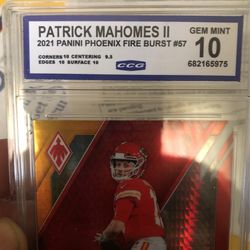 PATRICK MAHOMES II
GEM MINT
2021 PANINI PHOENIX FIRE BURST #57
10
CORNERS 10 CENTERING 9.5
EDGES 10 SURFACE 10
CCG
682165975